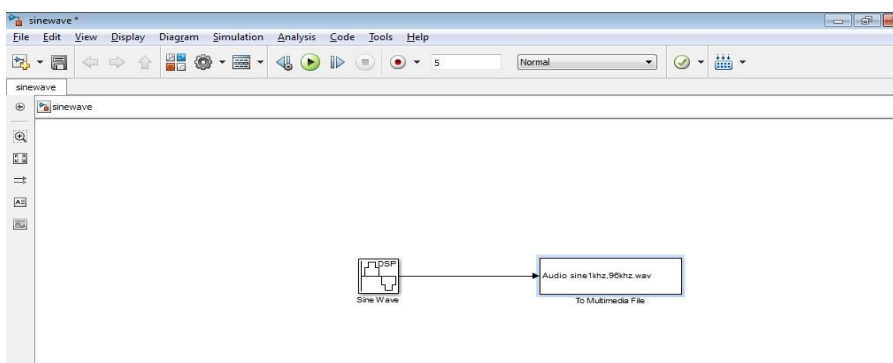 sinewave *
File Edit View Display Diagram Simulation Analysis Code Tools Help
5 Normal
sinewave
sinewave
DSP
Audio sine1khz,96khz.wav
Sine Wave
To Multimedia File